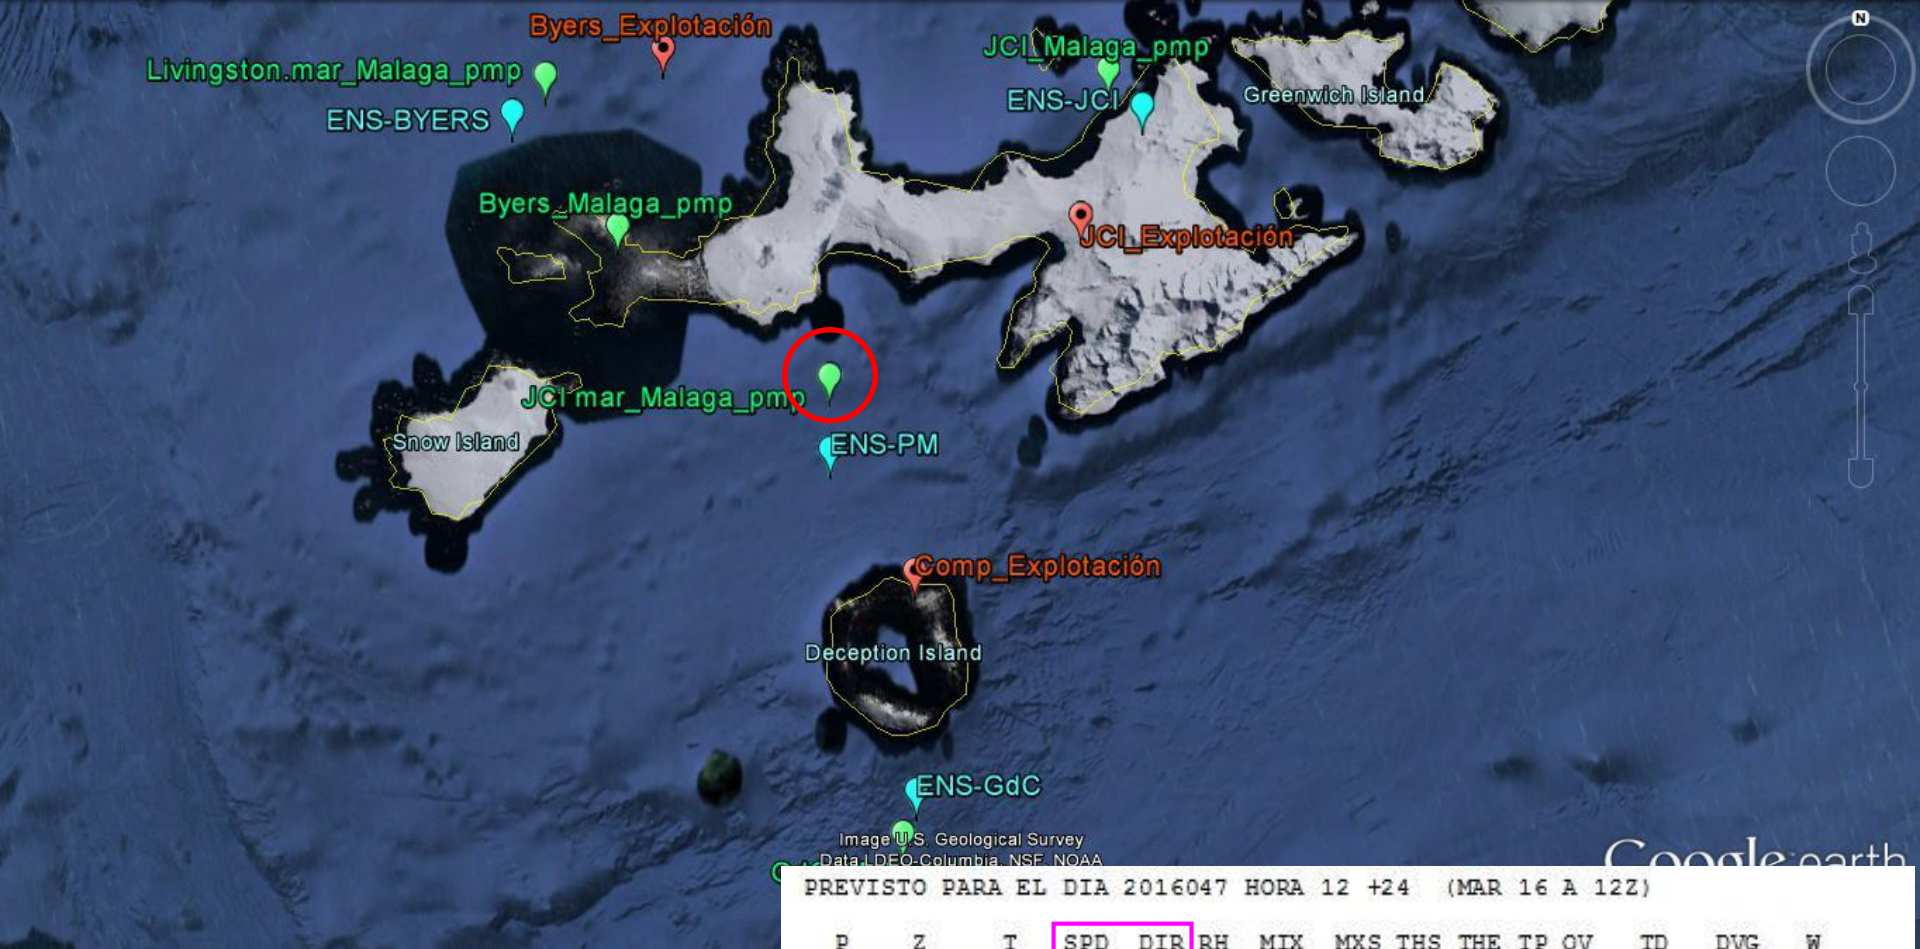 Byers_Explotación
Livingston.mar_Malaga_pmp
ENS-BYERS
JCI_Malaga_pmp
ENS-JCI
Greenwich Island
N
Byers_Malaga_pmp
JCI_Explotación
JCI mar_Malaga_pmp
Snow Island
ENS-PM
Comp_Explotación
Deception Island
ENS-GdC
Image U.S. Geological Survey
Data LDEO-Columbia, NSF, NOAA
Google earth
PREVISTO PARA EL DIA 2016047 HORA 12 +24 (MAR 16 A 12Z)
P Z T SPD DIR RH MIX MXS THS THE TP OV TD DVG W